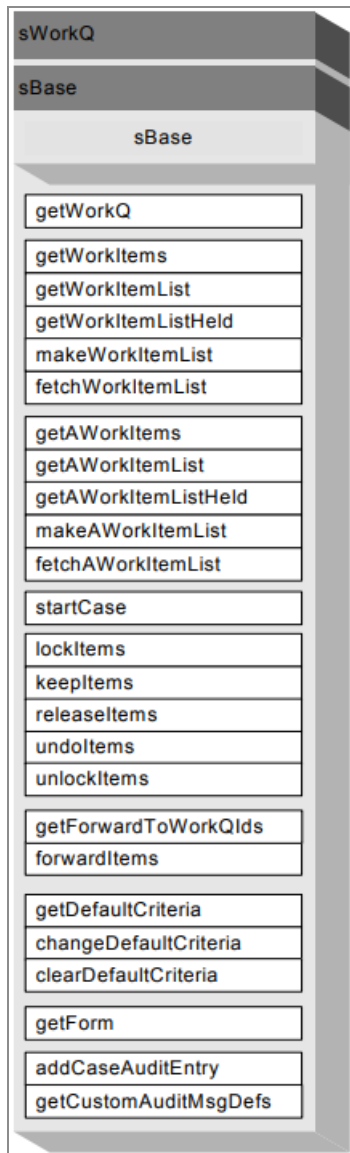 sWorkQ
sBase
sBase
getWorkQ
getWorkItems
getWorkItemList
getWorkItemListHeld
makeWorkItemList
fetchWorkItemList
getAWorkItems
getAWorkItemList
getAWorkItemListHeld
makeAWorkItemList
fetchAWorkItemList
startCase
lockItems
keepItems
releaseItems
undoItems
unlockItems
getForwardToWorkQIds
forwardItems
getDefaultCriteria
changeDefaultCriteria
clearDefaultCriteria
getForm
addCaseAuditEntry
getCustomAuditMsgDefs